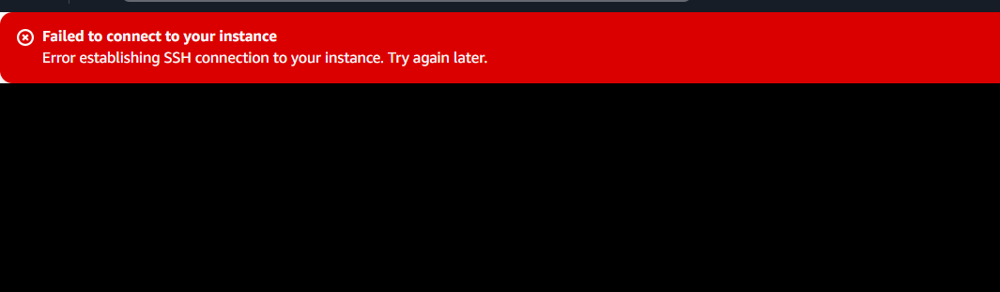 Failed to connect to your instance
Error establishing SSH connection to your instance. Try again later.